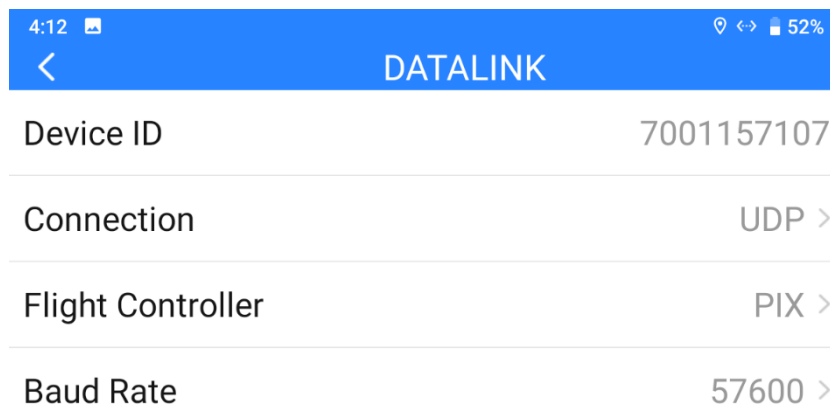 4:12 52%
DATALINK
Device ID 7001157107
Connection UDP
Flight Controller PIX
Baud Rate 57600